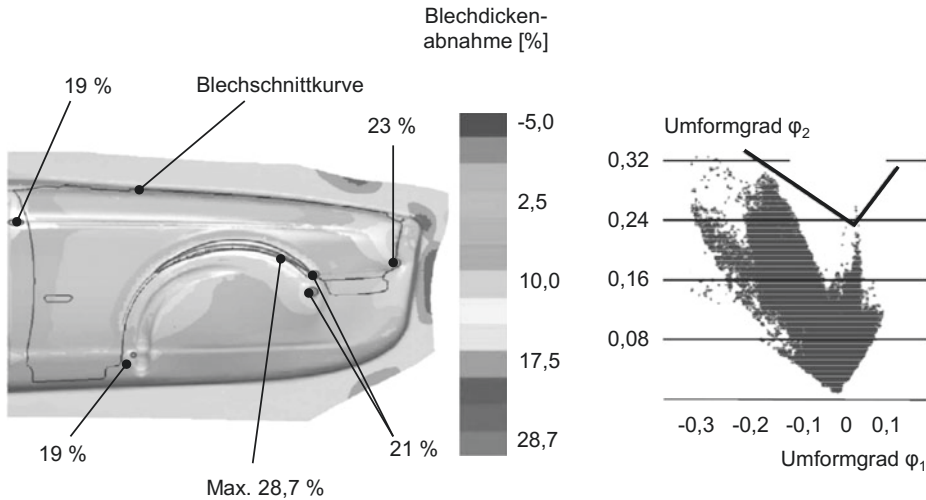 Blechdicken-
abnahme [%]
19 %
Blechschnittkurve
23 %
-5,0
2,5
10,0
17,5
28,7
19 %
21 %
Max. 28,7 %
Umformgrad φ2
0,32
0,24
0,16
0,08
-0,3 -0,2 -0,1 0 0,1
Umformgrad φ1